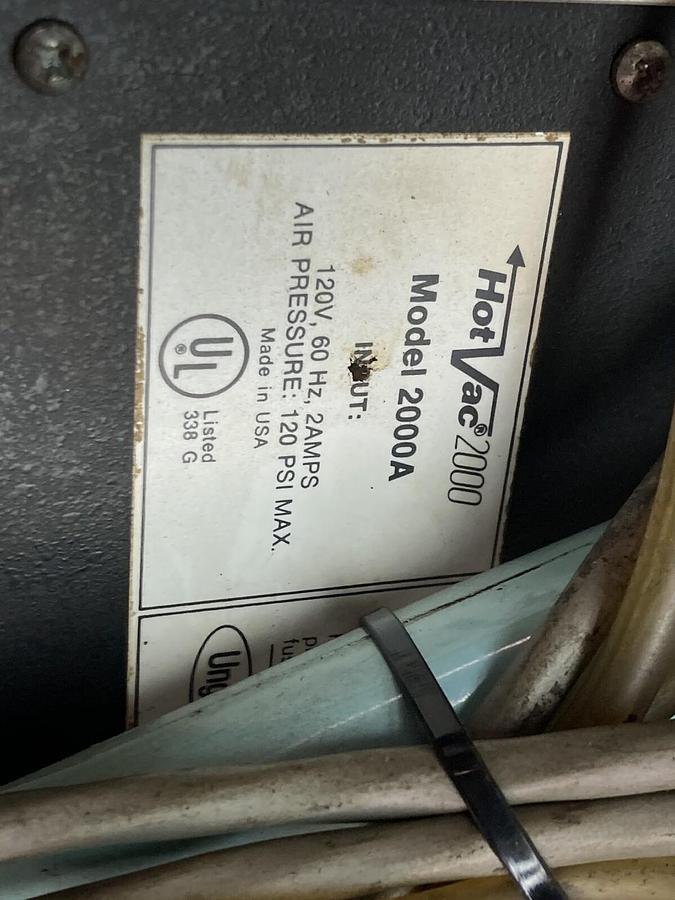 HotVac® 2000
Model 2000A
INPUT:
120V, 60 Hz, 2AMPS
AIR PRESSURE: 120 PSI MAX.
Made in USA
UL ®
Listed
338 G
Ung